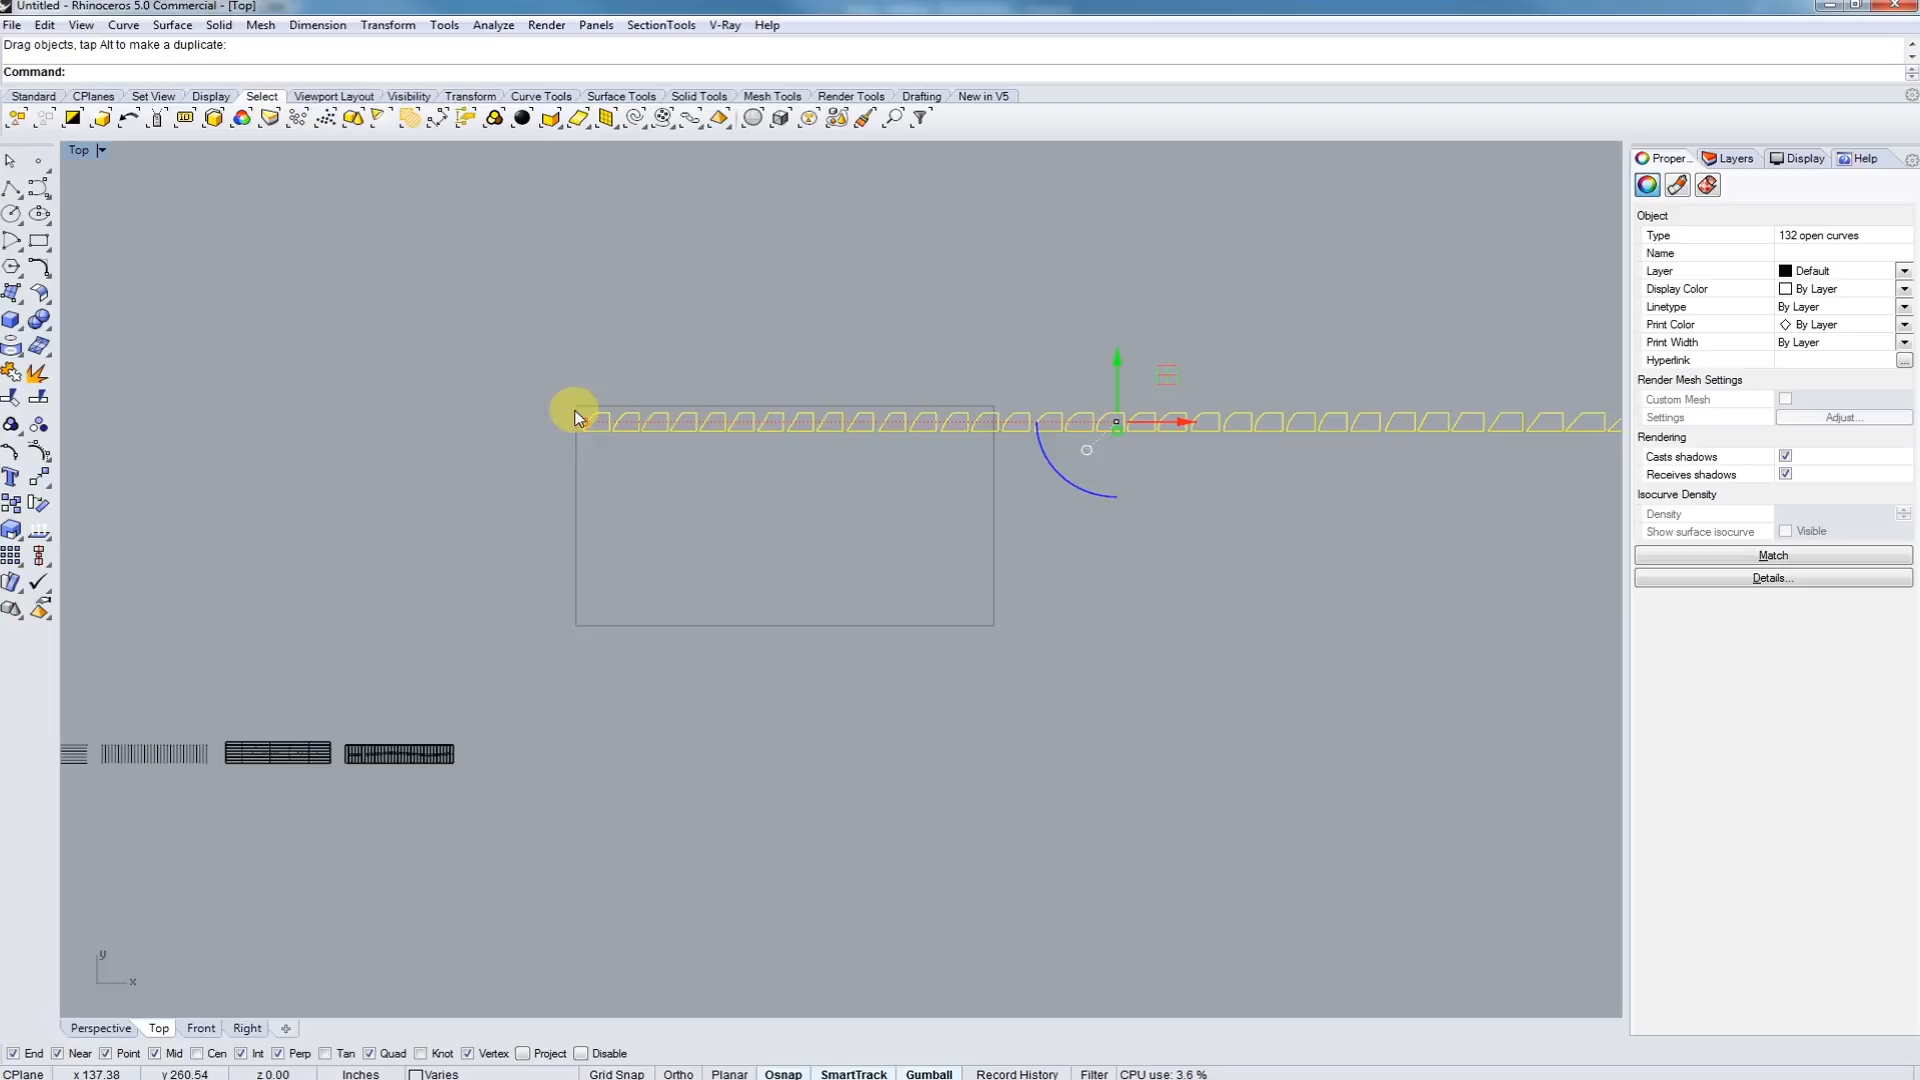 Untitled - Rhinoceros 5.0 Commercial - [Top]
File Edit View Curve Surface Solid Mesh Dimension Transform Tools Analyze Render Panels SectionTools V-Ray Help
Drag objects, tap Alt to make a duplicate:
Command:
Standard CPlanes Set View Display Select Viewport Layout Visibility Transform Curve Tools Surface Tools Solid Tools Mesh Tools Render Tools Drafting New in V5
Top
Proper... Layers Display Help
Object
Type 132 open curves
Name
Layer Default
Display Color By Layer
Linetype By Layer
Print Color By Layer
Print Width By Layer
Hyperlink ...
Render Mesh Settings
Custom Mesh
Settings Adjust...
Rendering
Casts shadows
Receives shadows
Isocurve Density
Density
Show surface isocurve Visible
Match
Details...
y
x
Perspective Top Front Right
End Near Point Mid Cen Int Perp Tan Quad Knot Vertex Project Disable
CPlane x 137.38 y 260.54 z 0.00 Inches Varies Grid Snap Ortho Planar Osnap SmartTrack Gumball Record History Filter CPU use: 3.6 %